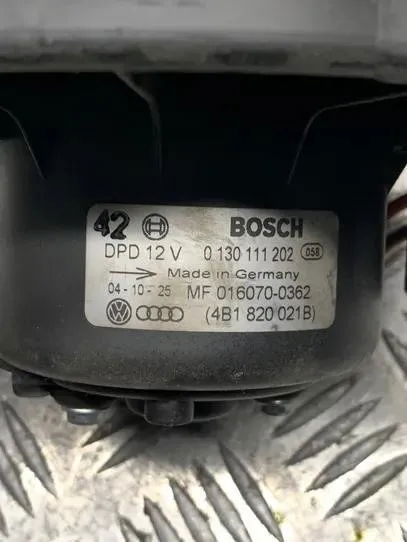 42 BOSCH
DPD 12 V 0 130 111 202 058
Made in Germany
04-10-25 MF 016070-0362
(4B1 820 021B)